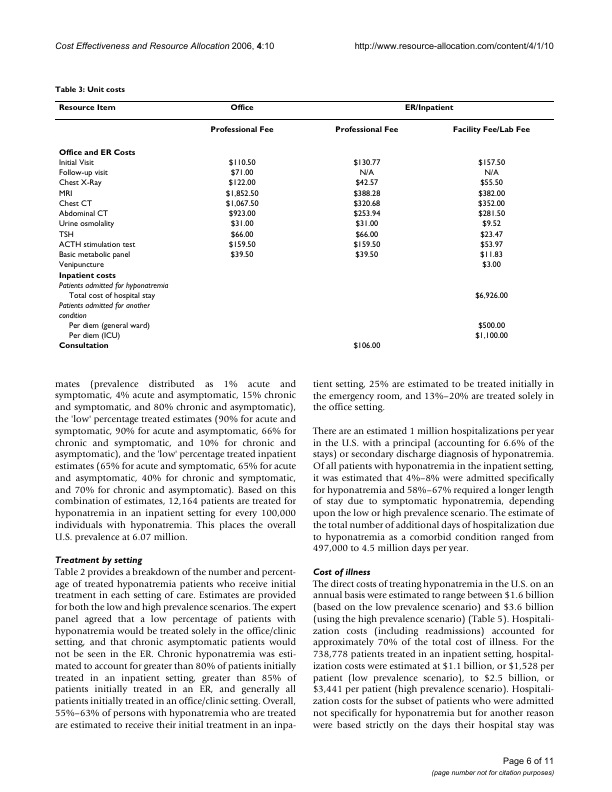 Cost Effectiveness and Resource Allocation 2006, 4:10 http://www.resource-allocation.com/content/4/1/10
Table 3: Unit costs
Resource Item Office ER/Inpatient
Professional Fee Professional Fee Facility Fee/Lab Fee
Office and ER Costs
Initial Visit $110.50 $130.77 $157.50
Follow-up visit $71.00 N/A N/A
Chest X-Ray $122.00 $42.57 $55.50
MRI $1,852.50 $388.28 $382.00
Chest CT $1,067.50 $320.68 $352.00
Abdominal CT $923.00 $253.94 $281.50
Urine osmolality $31.00 $31.00 $9.52
TSH $66.00 $66.00 $23.47
ACTH stimulation test $159.50 $159.50 $53.97
Basic metabolic panel $39.50 $39.50 $11.83
Venipuncture $3.00
Inpatient costs
Patients admitted for hyponatremia
Total cost of hospital stay $6,926.00
Patients admitted for another
condition
Per diem (general ward) $500.00
Per diem (ICU) $1,100.00
Consultation $106.00
mates (prevalence distributed as 1% acute and
symptomatic, 4% acute and asymptomatic, 15% chronic
and symptomatic, and 80% chronic and asymptomatic),
the 'low' percentage treated estimates (90% for acute and
symptomatic, 90% for acute and asymptomatic, 66% for
chronic and symptomatic, and 10% for chronic and
asymptomatic), and the 'low' percentage treated inpatient
estimates (65% for acute and symptomatic, 65% for acute
and asymptomatic, 40% for chronic and symptomatic,
and 70% for chronic and asymptomatic). Based on this
combination of estimates, 12,164 patients are treated for
hyponatremia in an inpatient setting for every 100,000
individuals with hyponatremia. This places the overall
U.S. prevalence at 6.07 million.
Treatment by setting
Table 2 provides a breakdown of the number and percent-
age of treated hyponatremia patients who receive initial
treatment in each setting of care. Estimates are provided
for both the low and high prevalence scenarios. The expert
panel agreed that a low percentage of patients with
hyponatremia would be treated solely in the office/clinic
setting, and that chronic asymptomatic patients would
not be seen in the ER. Chronic hyponatremia was esti-
mated to account for greater than 80% of patients initially
treated in an inpatient setting, greater than 85% of
patients initially treated in an ER, and generally all
patients initially treated in an office/clinic setting. Overall,
55%–63% of persons with hyponatremia who are treated
are estimated to receive their initial treatment in an inpa-
tient setting, 25% are estimated to be treated initially in
the emergency room, and 13%–20% are treated solely in
the office setting.
There are an estimated 1 million hospitalizations per year
in the U.S. with a principal (accounting for 6.6% of the
stays) or secondary discharge diagnosis of hyponatremia.
Of all patients with hyponatremia in the inpatient setting,
it was estimated that 4%–8% were admitted specifically
for hyponatremia and 58%–67% required a longer length
of stay due to symptomatic hyponatremia, depending
upon the low or high prevalence scenario. The estimate of
the total number of additional days of hospitalization due
to hyponatremia as a comorbid condition ranged from
497,000 to 4.5 million days per year.
Cost of illness
The direct costs of treating hyponatremia in the U.S. on an
annual basis were estimated to range between $1.6 billion
(based on the low prevalence scenario) and $3.6 billion
(using the high prevalence scenario) (Table 5). Hospitali-
zation costs (including readmissions) accounted for
approximately 70% of the total cost of illness. For the
738,778 patients treated in an inpatient setting, hospital-
ization costs were estimated at $1.1 billion, or $1,528 per
patient (low prevalence scenario), to $2.5 billion, or
$3,441 per patient (high prevalence scenario). Hospitali-
zation costs for the subset of patients who were admitted
not specifically for hyponatremia but for another reason
were based strictly on the days their hospital stay was
Page 6 of 11
(page number not for citation purposes)